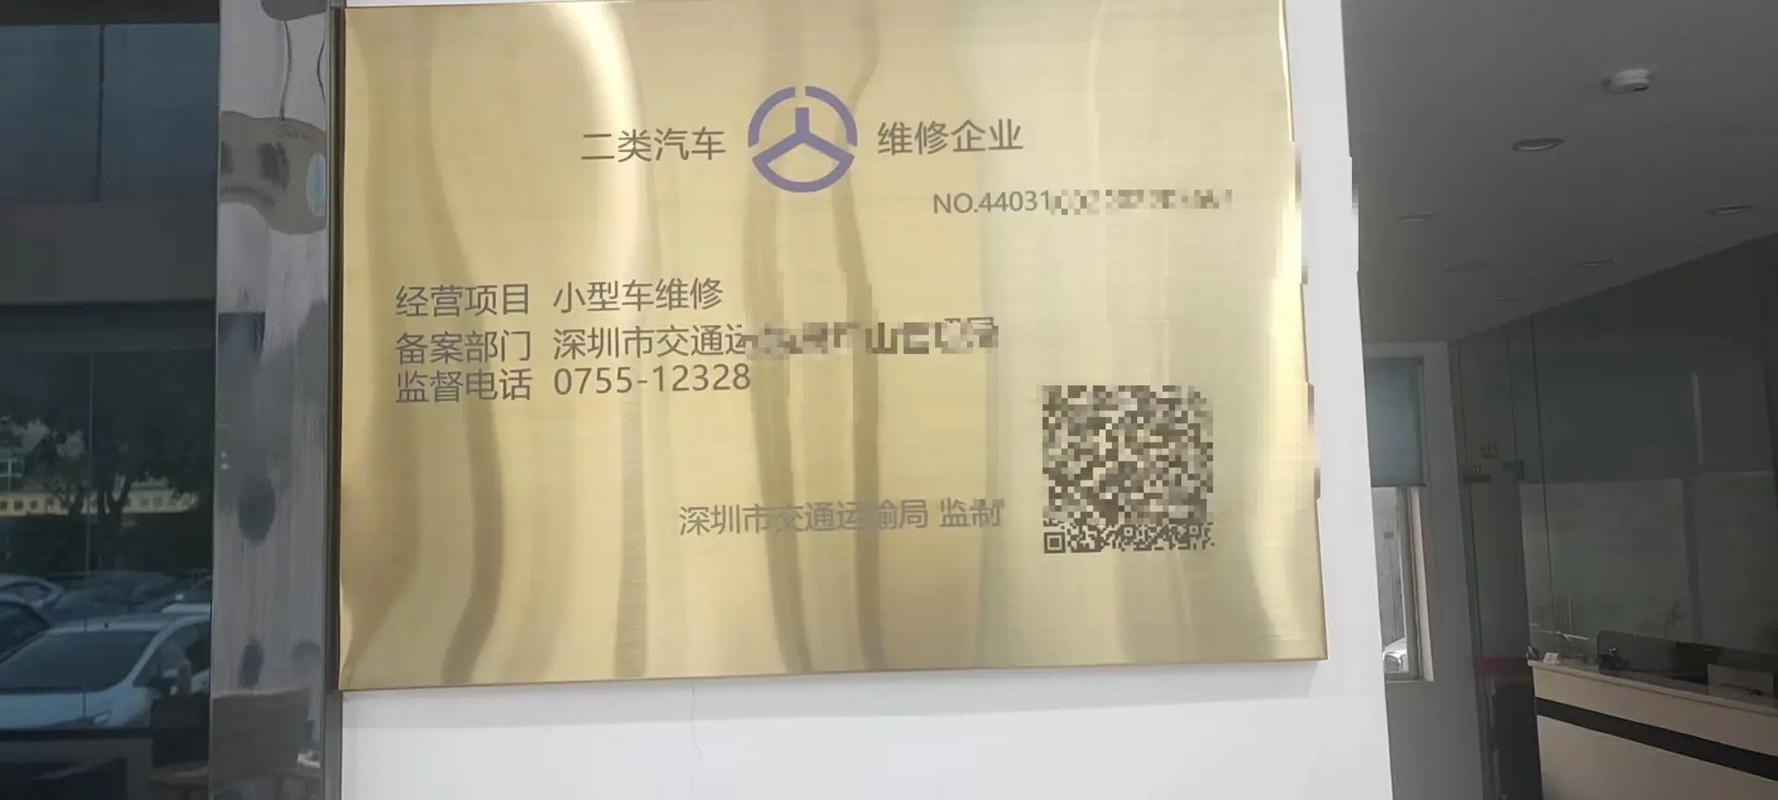 二类汽车 维修企业
NO.44031
经营项目 小型车维修
备案部门 深圳市交通运
监督电话 0755-12328
深圳市交通运输局 监制